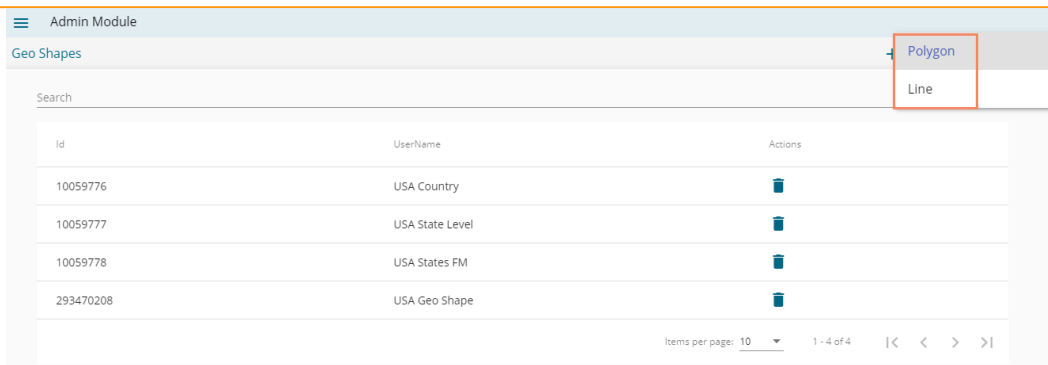 Admin Module
Geo Shapes
Polygon
Line
Search
Id UserName Actions
10059776 USA Country
10059777 USA State Level
10059778 USA States FM
293470208 USA Geo Shape
Items per page: 10 1 - 4 of 4